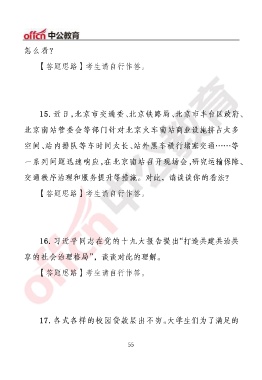 offcn中公教育
怎么看？
【答题思路】考生请自行作答。
15. 近日，北京市交通委、北京铁路局、北京市丰台区政府、
北京南站管委会等部门针对北京火车南站商业设施挤占太多
空间、站内排队等车时间太长、站外黑车横行堵塞交通……等
一系列问题迅速响应，在北京南站召开现场会，研究运输保障、
交通秩序治理和服务提升等措施。对此，请谈谈你的看法？
【答题思路】考生请自行作答。
16. 习近平同志在党的十九大报告提出“打造共建共治共
享的社会治理格局”，谈谈对此的理解。
【答题思路】考生请自行作答。
17. 各式各样的校园贷款层出不穷。大学生们为了满足的
55